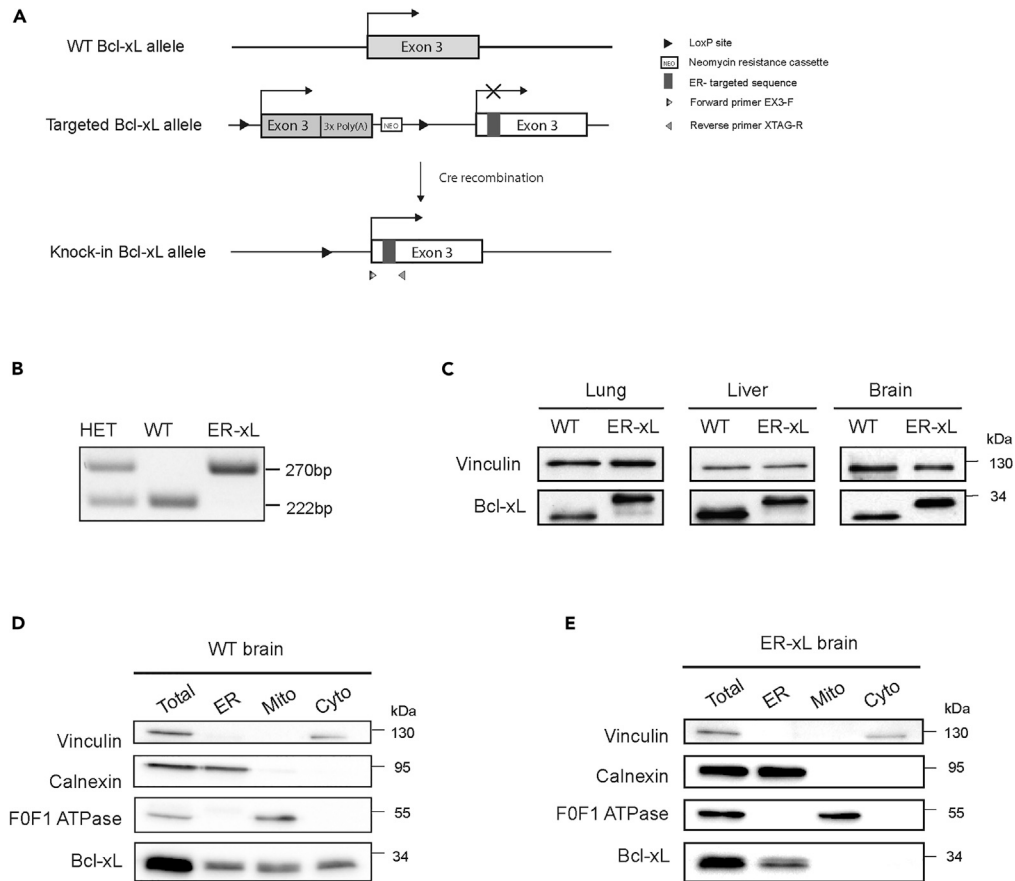 A
WT Bcl-xL allele
Exon 3
LoxP site
NEO
Neomycin resistance cassette
ER- targeted sequence
Forward primer EX3-F
Reverse primer XTAG-R
Targeted Bcl-xL allele
Exon 3
3x Poly(A)
NEO
Exon 3
Cre recombination
Knock-in Bcl-xL allele
Exon 3
B
HET WT ER-xL
270bp
222bp
C
Lung Liver Brain
WT ER-xL WT ER-xL WT ER-xL
kDa
Vinculin 130
Bcl-xL 34
D
WT brain
Total ER Mito Cyto
kDa
Vinculin 130
Calnexin 95
F0F1 ATPase 55
Bcl-xL 34
E
ER-xL brain
Total ER Mito Cyto
kDa
Vinculin 130
Calnexin 95
F0F1 ATPase 55
Bcl-xL 34